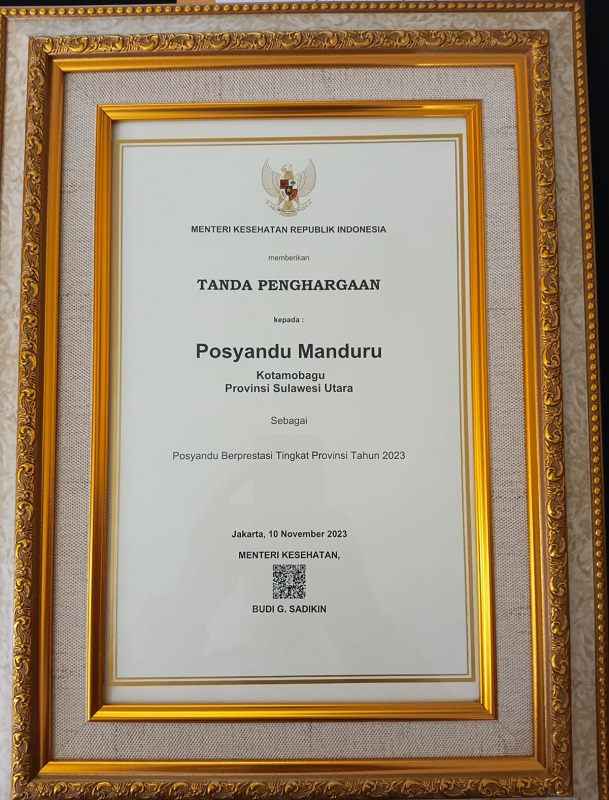 MENTERI KESEHATAN REPUBLIK INDONESIA
memberikan
TANDA PENGHARGAAN
kepada :
Posyandu Manduru
Kotamobagu
Provinsi Sulawesi Utara
Sebagai
Posyandu Berprestasi Tingkat Provinsi Tahun 2023
Jakarta, 10 November 2023
MENTERI KESEHATAN,
BUDI G. SADIKIN